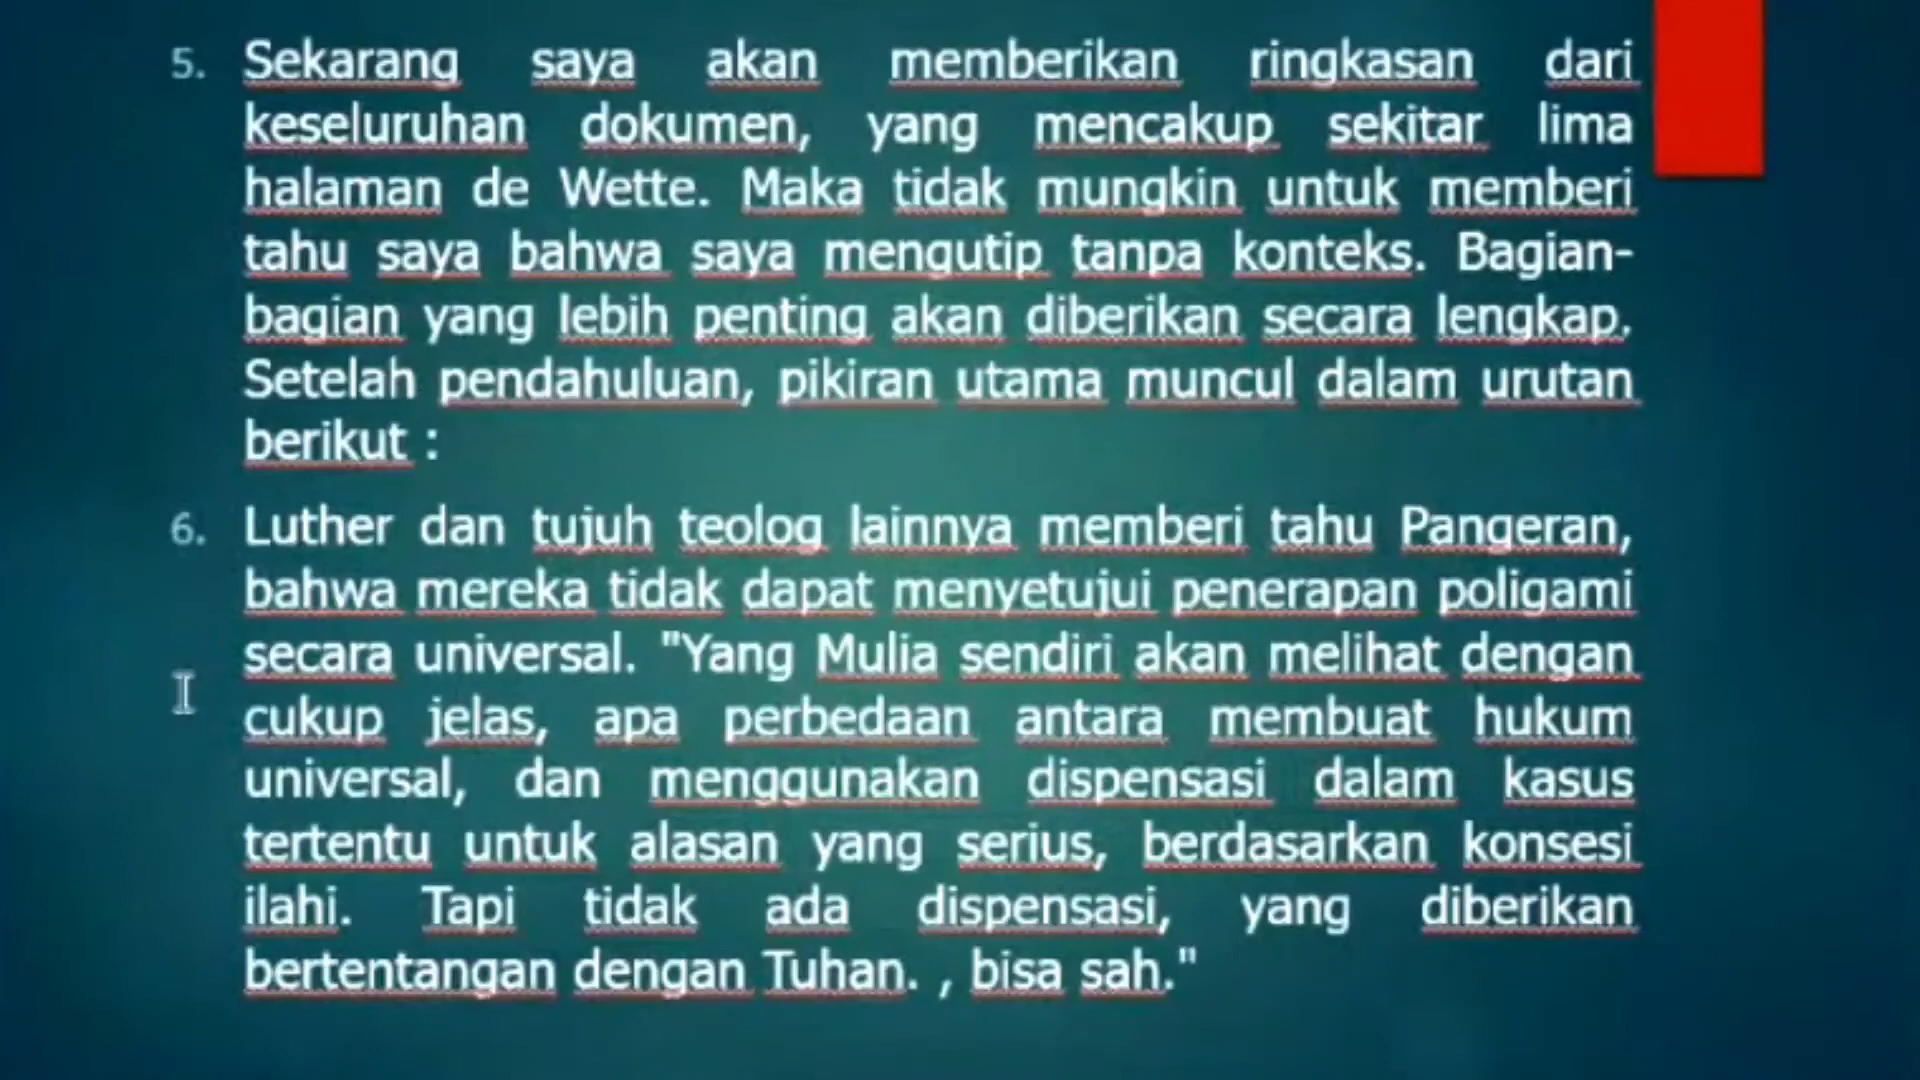 5. Sekarang saya akan memberikan ringkasan dari
keseluruhan dokumen, yang mencakup sekitar lima
halaman de Wette. Maka tidak mungkin untuk memberi
tahu saya bahwa saya mengutip tanpa konteks. Bagian-
bagian yang lebih penting akan diberikan secara lengkap.
Setelah pendahuluan, pikiran utama muncul dalam urutan
berikut :
6. Luther dan tujuh teolog lainnya memberi tahu Pangeran,
bahwa mereka tidak dapat menyetujui penerapan poligami
secara universal. "Yang Mulia sendiri akan melihat dengan
cukup jelas, apa perbedaan antara membuat hukum
universal, dan menggunakan dispensasi dalam kasus
tertentu untuk alasan yang serius, berdasarkan konsesi
ilahi. Tapi tidak ada dispensasi, yang diberikan
bertentangan dengan Tuhan. , bisa sah."